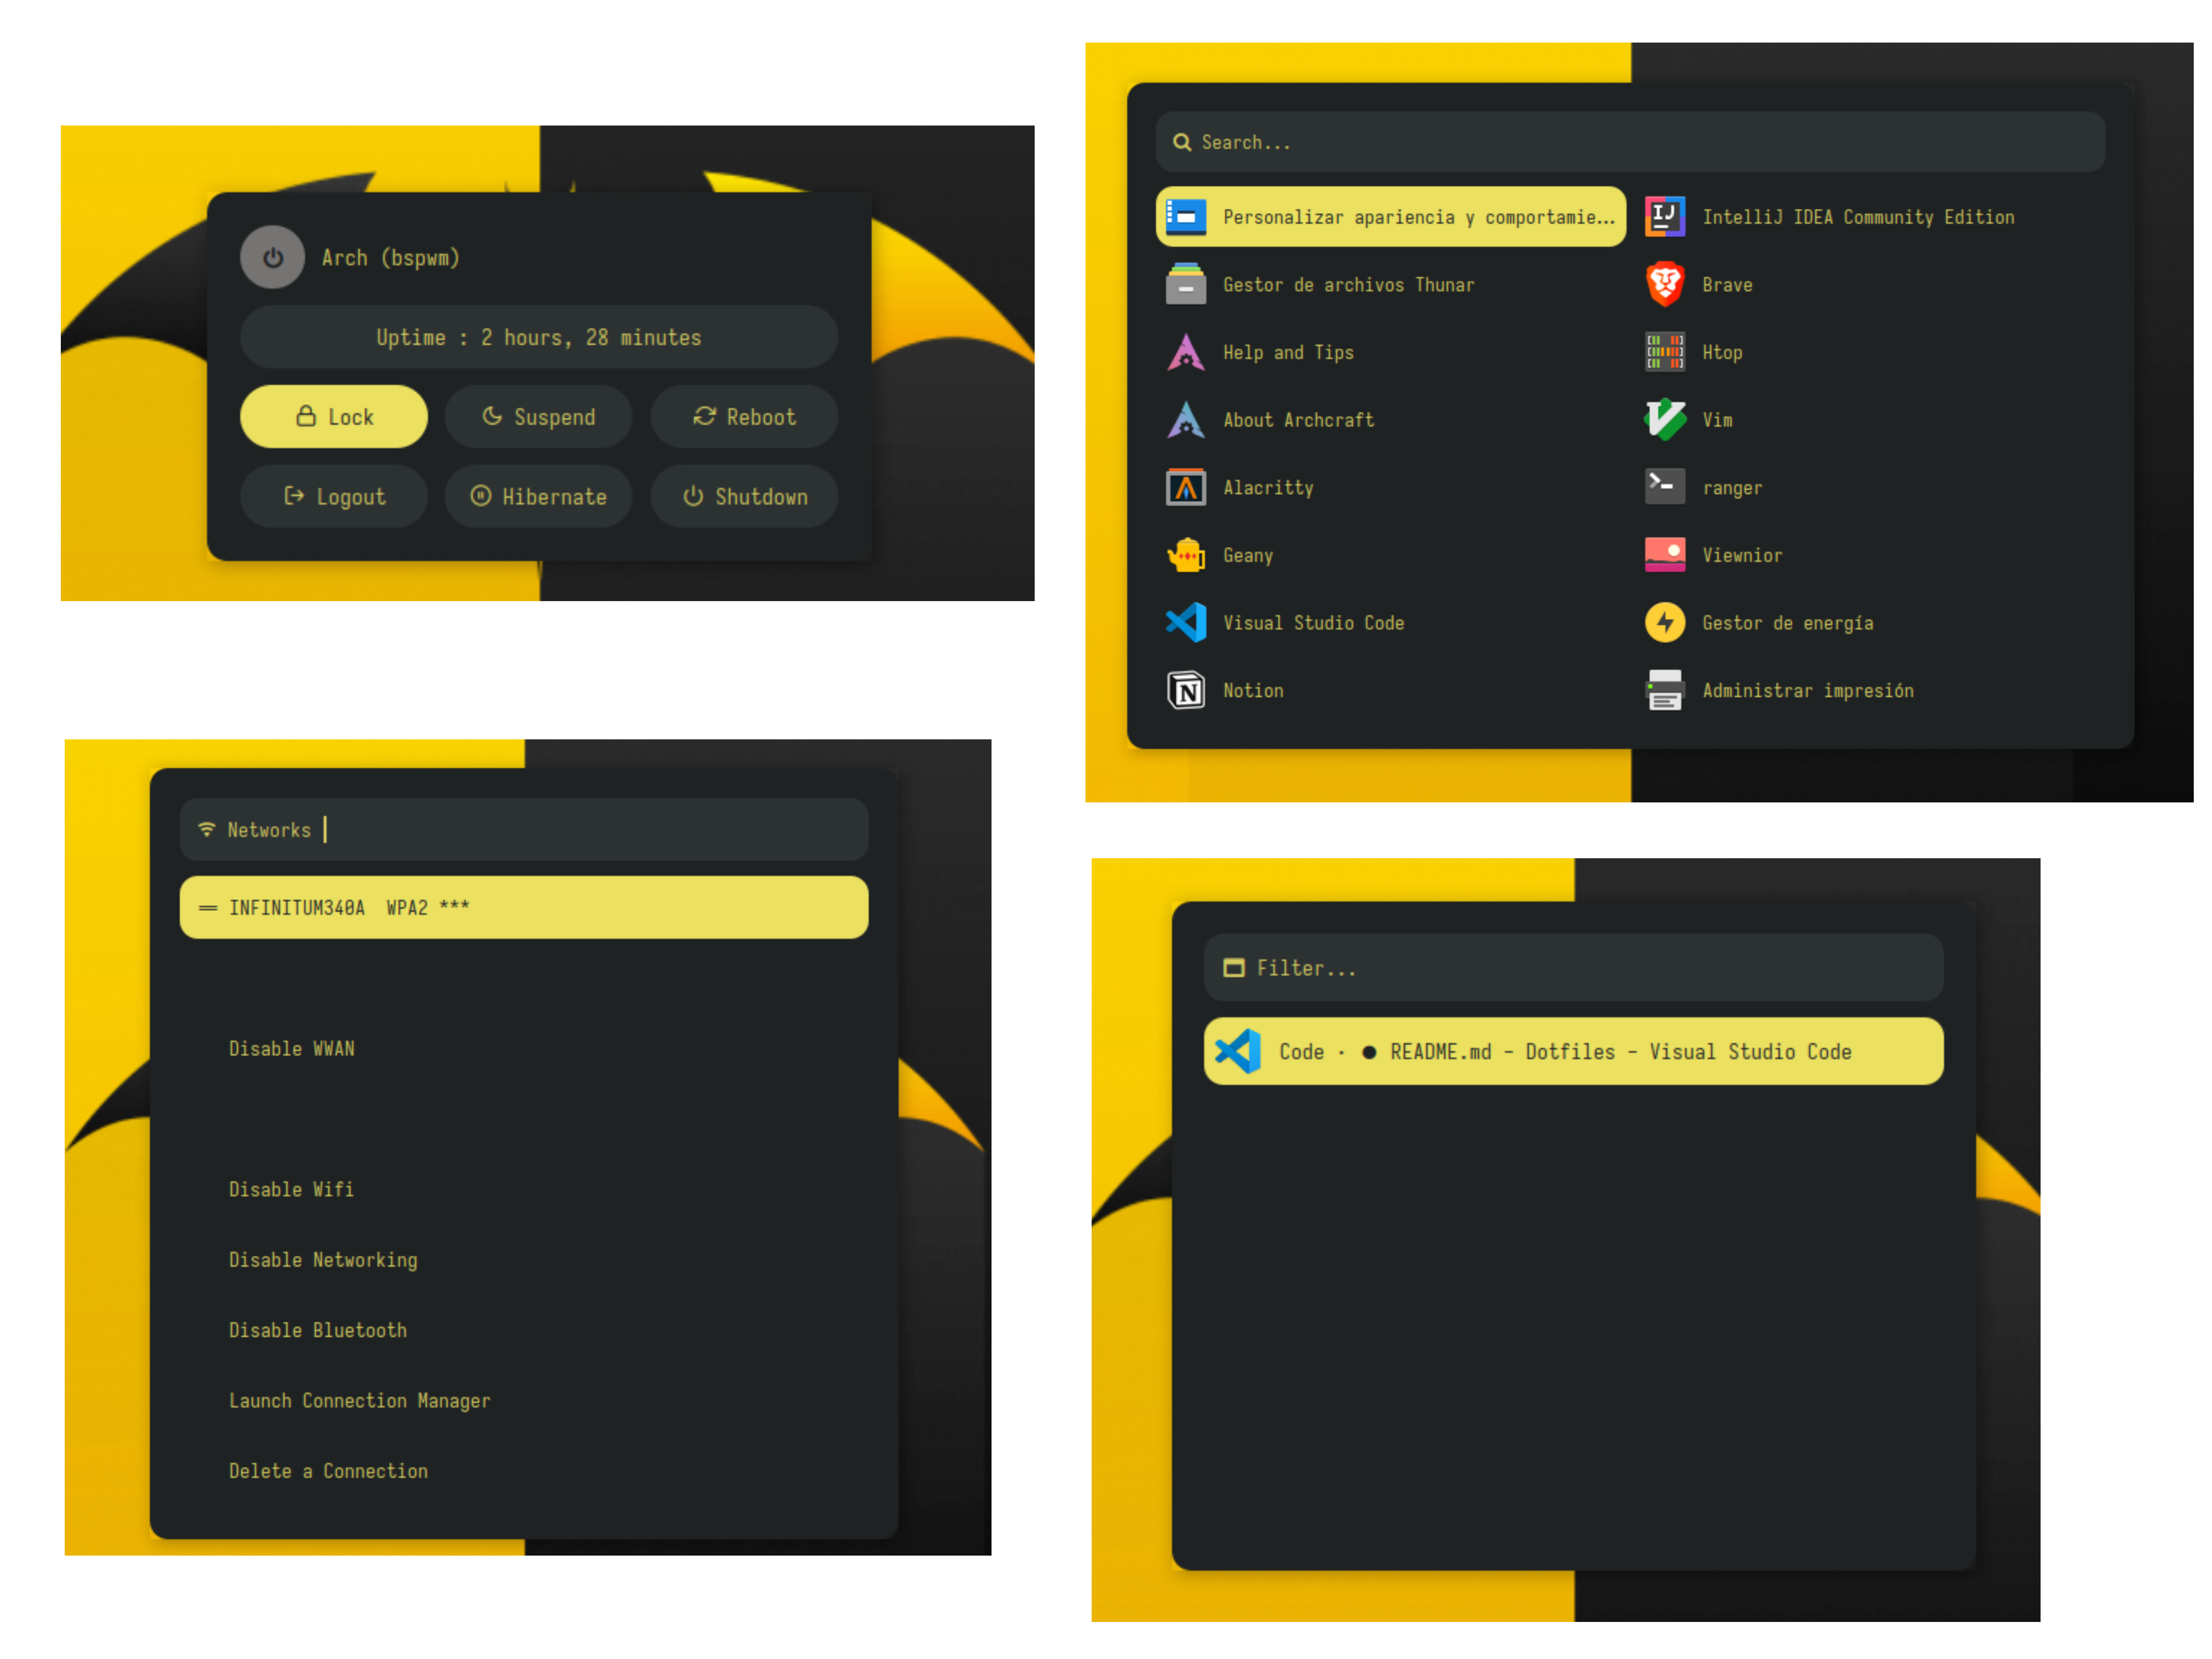 Arch (bspwm)
Uptime : 2 hours, 28 minutes
Lock
Suspend
Reboot
Logout
Hibernate
Shutdown
Search...
Personalizar apariencia y comportamie...
IntelliJ IDEA Community Edition
Gestor de archivos Thunar
Brave
Help and Tips
Htop
About Archcraft
Vim
Alacritty
ranger
Geany
Viewnior
Visual Studio Code
Gestor de energía
Notion
Administrar impresión
Networks
INFINITUM340A WPA2 ***
Disable WWAN
Disable Wifi
Disable Networking
Disable Bluetooth
Launch Connection Manager
Delete a Connection
Filter...
Code · ● README.md - Dotfiles - Visual Studio Code